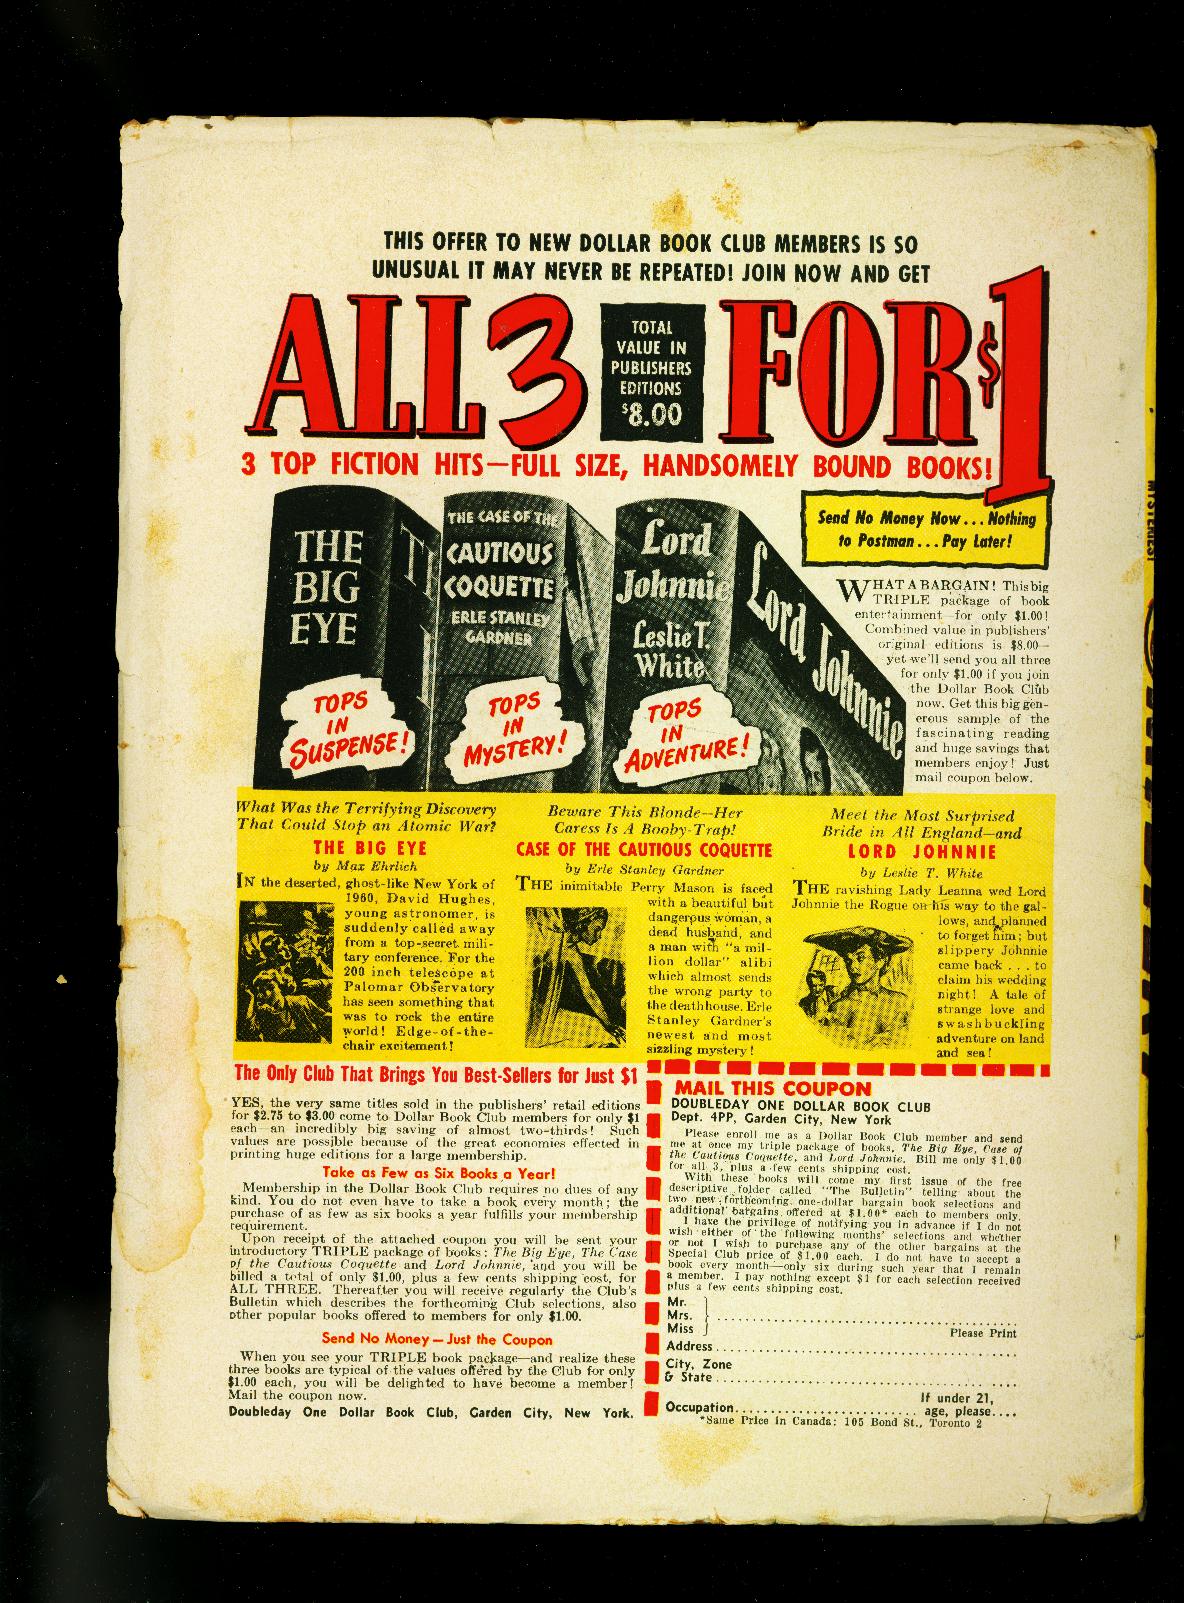 THIS OFFER TO NEW DOLLAR BOOK CLUB MEMBERS IS SO
UNUSUAL IT MAY NEVER BE REPEATED! JOIN NOW AND GET
ALL 3
TOTAL
VALUE IN
PUBLISHERS
EDITIONS
$8.00
FOR $1
3 TOP FICTION HITS—FULL SIZE, HANDSOMELY BOUND BOOKS!
THE
BIG
EYE
TOPS
IN
SUSPENSE!
THE CASE OF THE
CAUTIOUS
COQUETTE
ERLE STANLEY
GARDNER
TOPS
IN
MYSTERY!
Lord
Johnnie
Leslie T.
White
TOPS
IN
ADVENTURE!
Lord Johnnie
Send No Money Now... Nothing
to Postman... Pay Later!
WHAT A BARGAIN! This big
TRIPLE package of book
entertainment—for only $1.00!
Combined value in publishers'
original editions is $8.00—
yet we'll send you all three
for only $1.00 if you join
the Dollar Book Club
now. Get this big gen-
erous sample of the
fascinating reading
and huge savings that
members enjoy! Just
mail coupon below.
What Was the Terrifying Discovery
That Could Stop an Atomic War?
THE BIG EYE
by Max Ehrlich
IN the deserted, ghost-like New York of
1960, David Hughes,
young astronomer, is
suddenly called away
from a top-secret mili-
tary conference. For the
200 inch telescope at
Palomar Observatory
has seen something that
was to rock the entire
world! Edge-of-the-
chair excitement!
Beware This Blonde--Her
Caress Is A Booby-Trap!
CASE OF THE CAUTIOUS COQUETTE
by Erle Stanley Gardner
THE inimitable Perry Mason is faced
with a beautiful but
dangerous woman, a
dead husband, and
a man with "a mil-
lion dollar" alibi
which almost sends
the wrong party to
the deathhouse. Erle
Stanley Gardner's
newest and most
sizzling mystery!
Meet the Most Surprised
Bride in All England—and
LORD JOHNNIE
by Leslie T. White
THE ravishing Lady Leanna wed Lord
Johnnie the Rogue on his way to the gal-
lows, and planned
to forget him; but
slippery Johnnie
came back . . . to
claim his wedding
night! A tale of
strange love and
swashbuckling
adventure on land
and sea!
The Only Club That Brings You Best-Sellers for Just $1
YES, the very same titles sold in the publishers' retail editions
for $2.75 to $3.00 come to Dollar Book Club members for only $1
each—an incredibly big saving of almost two-thirds! Such
values are possible because of the great economies effected in
printing huge editions for a large membership.
Take as Few as Six Books a Year!
Membership in the Dollar Book Club requires no dues of any
kind. You do not even have to take a book every month; the
purchase of as few as six books a year fulfills your membership
requirement.
Upon receipt of the attached coupon you will be sent your
introductory TRIPLE package of books: The Big Eye, The Case
of the Cautious Coquette and Lord Johnnie, and you will be
billed a total of only $1.00, plus a few cents shipping cost, for
ALL THREE. Thereafter you will receive regularly the Club's
Bulletin which describes the forthcoming Club selections, also
other popular books offered to members for only $1.00.
Send No Money—Just the Coupon
When you see your TRIPLE book package—and realize these
three books are typical of the values offered by the Club for only
$1.00 each, you will be delighted to have become a member!
Mail the coupon now.
Doubleday One Dollar Book Club, Garden City, New York.
MAIL THIS COUPON
DOUBLEDAY ONE DOLLAR BOOK CLUB
Dept. 4PP, Garden City, New York
Please enroll me as a Dollar Book Club member and send
me at once my triple package of books, The Big Eye, Case of
the Cautious Coquette, and Lord Johnnie. Bill me only $1.00
for all 3, plus a few cents shipping cost.
With these books will come my first issue of the free
descriptive folder called "The Bulletin" telling about the
two new forthcoming one-dollar bargain book selections and
additional bargains offered at $1.00* each to members only.
I have the privilege of notifying you in advance if I do not
wish either of the following months' selections and whether
or not I wish to purchase any of the other bargains at the
Special Club price of $1.00 each. I do not have to accept a
book every month—only six during such year that I remain
a member. I pay nothing except $1 for each selection received
plus a few cents shipping cost.
Mr.
Mrs.
Miss
Please Print
Address
City, Zone
& State
If under 21,
Occupation age, please....
*Same Price in Canada: 105 Bond St., Toronto 2